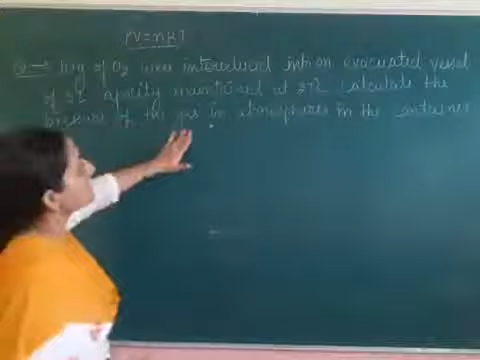 PV=nRT
Q → of O₂ were introduced into an evacuated vessel
of 5L capacity maintained at 27°C calculate the
pressure of the gas in atmospheres in the container